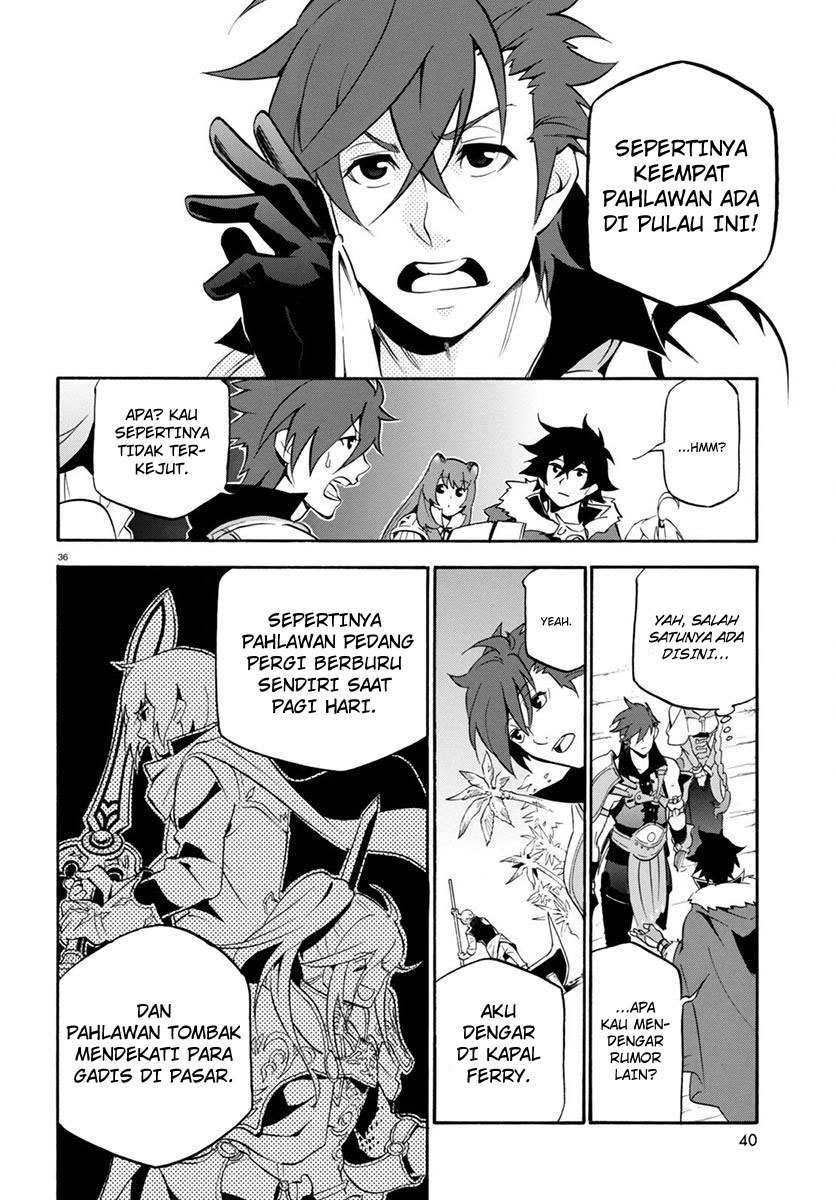 SEPERTINYA
KEEMPAT
PAHLAWAN ADA
DI PULAU INI!
...HMM?
APA? KAU
SEPERTINYA
TIDAK TER-
KEJUT.
36
YAH, SALAH
SATUNYA ADA
DISINI...
...APA
KAU MEN-
DENGAR
RUMOR
LAIN?
YEAH.
AKU
DENGAR
DI KAPAL
FERRY.
SEPERTINYA
PAHLAWAN PEDANG
PERGI BERBURU
SENDIRI SAAT
PAGI HARI.
DAN
PAHLAWAN TOMBAK
MENDEKATI PARA
GADIS DI PASAR.
40